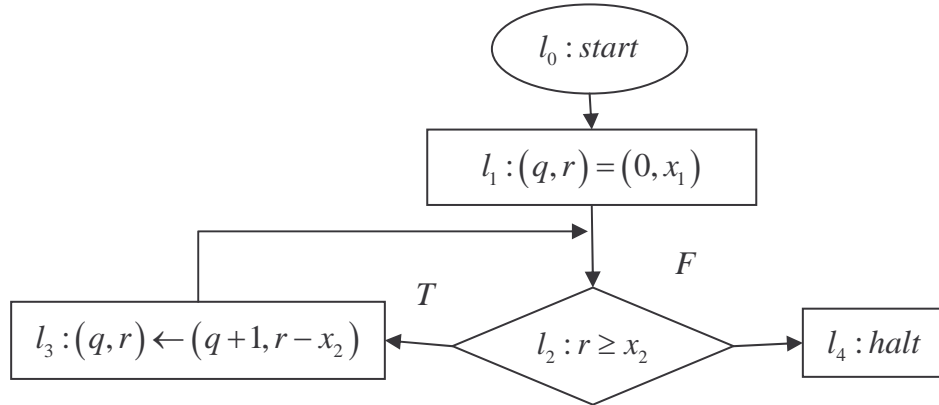 l₀ : start
l₁ : (q, r) = (0, x₁)
F
T
l₃ : (q, r) ← (q+1, r − x₂)
l₂ : r ≥ x₂
l₄ : halt